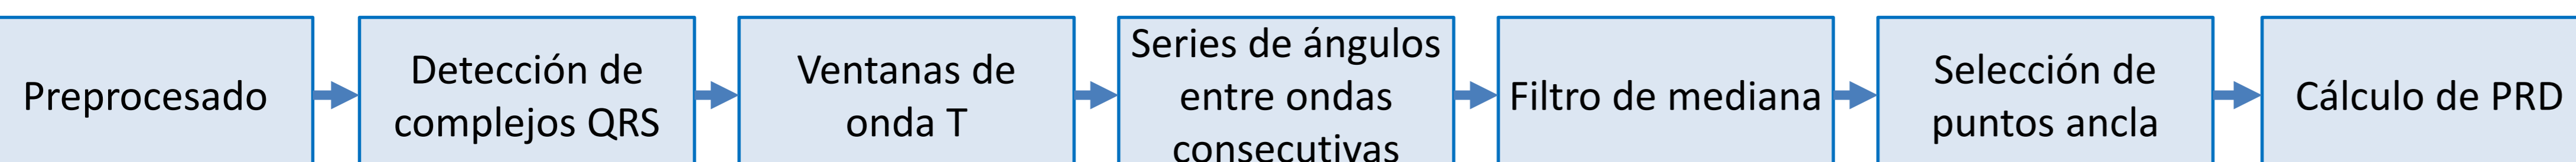 Preprocesado
Detección de
complejos QRS
Ventanas de
onda T
Series de ángulos
entre ondas
consecutivas
Filtro de mediana
Selección de
puntos ancla
Cálculo de PRD